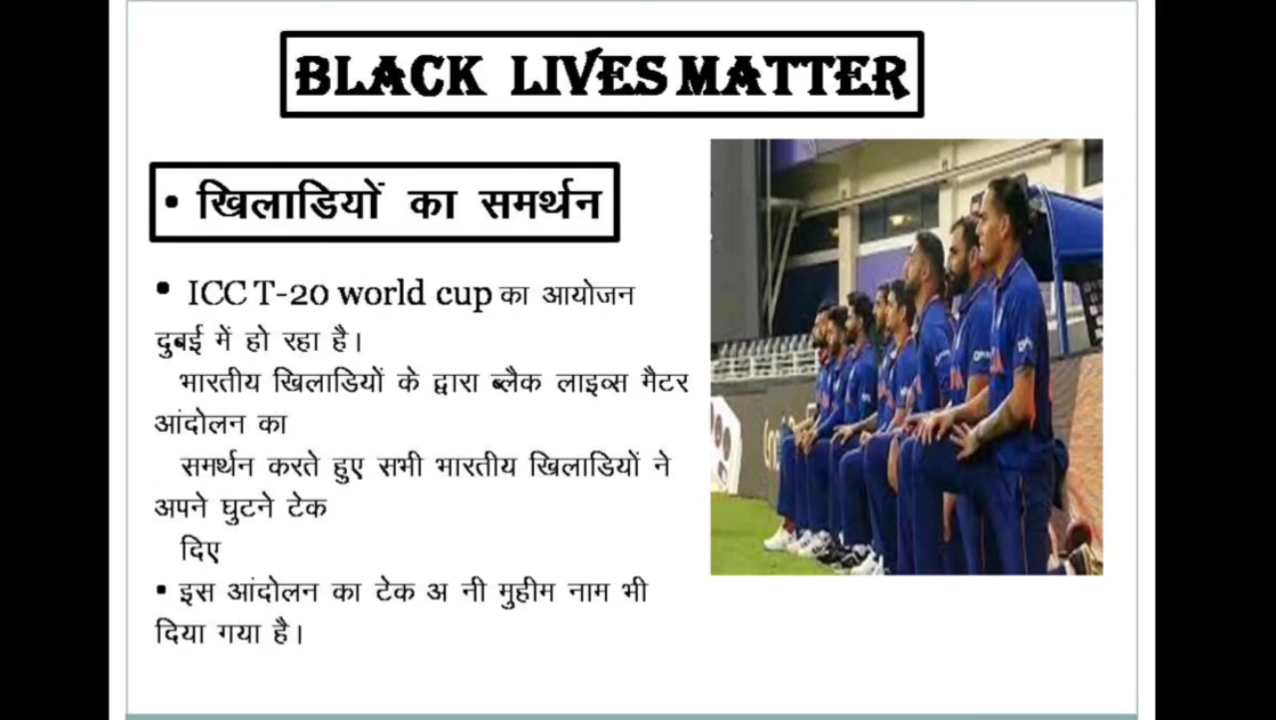 BLACK LIVES MATTER
• खिलाडियों का समर्थन
• ICC T-20 world cup का आयोजन
दुबई में हो रहा है।
भारतीय खिलाडियों के द्वारा ब्लैक लाइव्स मैटर
आंदोलन का
समर्थन करते हुए सभी भारतीय खिलाडियों ने
अपने घुटने टेक
दिए
▪ इस आंदोलन का टेक अ नी मुहीम नाम भी
दिया गया है।